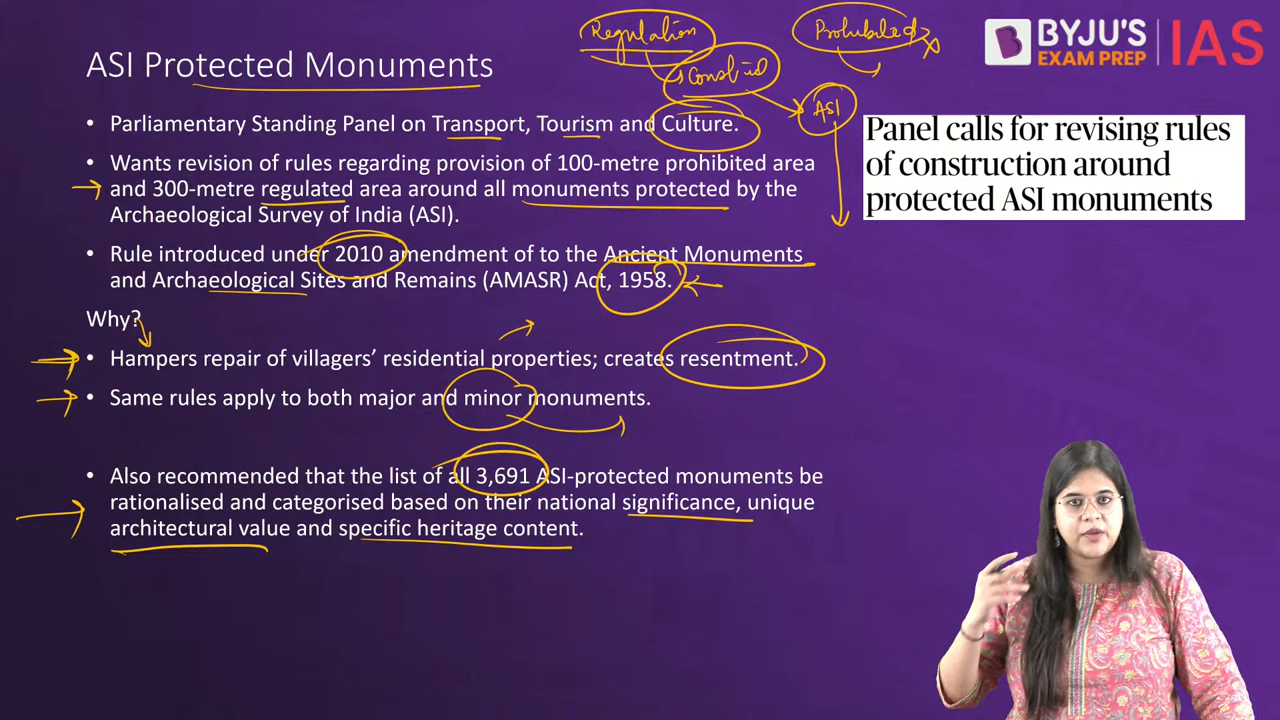 Regulation
Prohibited x
Const
ASI
BYJU'S
EXAM PREP
IAS
ASI Protected Monuments
• Parliamentary Standing Panel on Transport, Tourism and Culture.
• Wants revision of rules regarding provision of 100-metre prohibited area
and 300-metre regulated area around all monuments protected by the
Archaeological Survey of India (ASI).
• Rule introduced under 2010 amendment of to the Ancient Monuments
and Archaeological Sites and Remains (AMASR) Act, 1958.
Why?
• Hampers repair of villagers’ residential properties; creates resentment.
• Same rules apply to both major and minor monuments.
• Also recommended that the list of all 3,691 ASI-protected monuments be
rationalised and categorised based on their national significance, unique
architectural value and specific heritage content.
Panel calls for revising rules
of construction around
protected ASI monuments